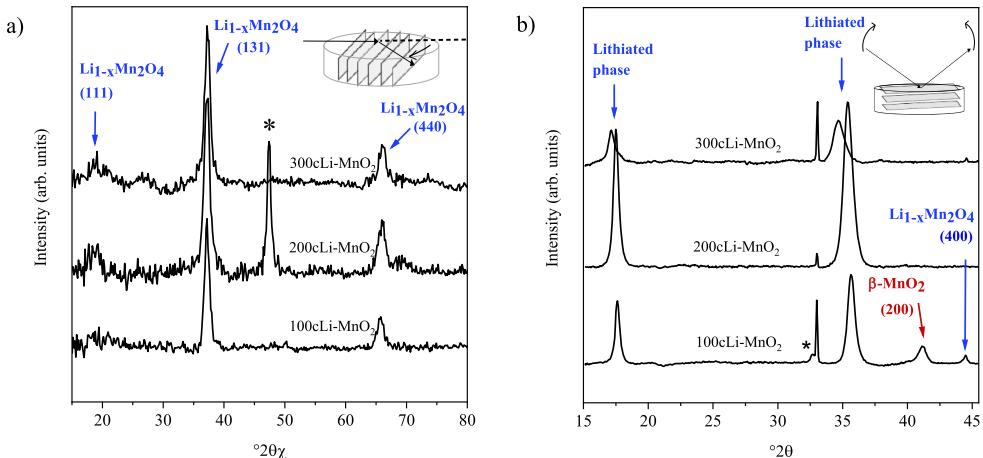 a)
Li1-xMn2O4
(131)
Li1-xMn2O4
(111)
*
Li1-xMn2O4
(440)
300cLi-MnO2
200cLi-MnO2
100cLi-MnO2
Intensity (arb. units)
20 30 40 50 60 70 80
°2θχ
b)
Lithiated
phase
Lithiated
phase
300cLi-MnO2
Li1-xMn2O4
(400)
200cLi-MnO2
β-MnO2
(200)
*
100cLi-MnO2
Intensity (arb. units)
15 20 25 30 35 40 45
°2θ